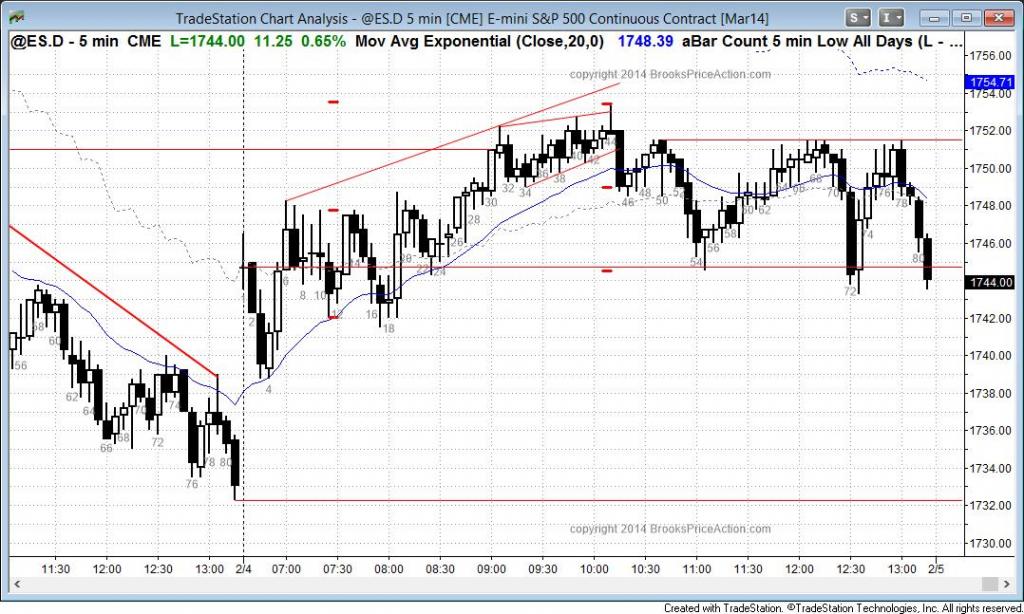 TradeStation Chart Analysis - @ES.D 5 min [CME] E-mini S&P 500 Continuous Contract [Mar14]
S I
@ES.D - 5 min CME L=1744.00 11.25 0.65% Mov Avg Exponential (Close,20,0) 1748.39 aBar Count 5 min Low All Days (L - ...
1756.00
copyright 2014 BrooksPriceAction.com
1754.71
1754.00
1752.00
1750.00
1748.00
1746.00
1744.00
1742.00
1740.00
1738.00
1736.00
1734.00
1732.00
1730.00
56 58 60 62 64 66 68 70 72 74 76 78 80
2 4 6 8 10 12 14 16 18 20 22 24 26 28 30 32 34 36 38 40 42 44 46 48 50 52 54 56 58 60 62 64 66 68 70 72 74 76 78 80
copyright 2014 BrooksPriceAction.com
11:30 12:00 12:30 13:00 2/4 07:00 07:30 08:00 08:30 09:00 09:30 10:00 10:30 11:00 11:30 12:00 12:30 13:00 2/5
Created with TradeStation. ©TradeStation Technologies, Inc. All rights reserved.